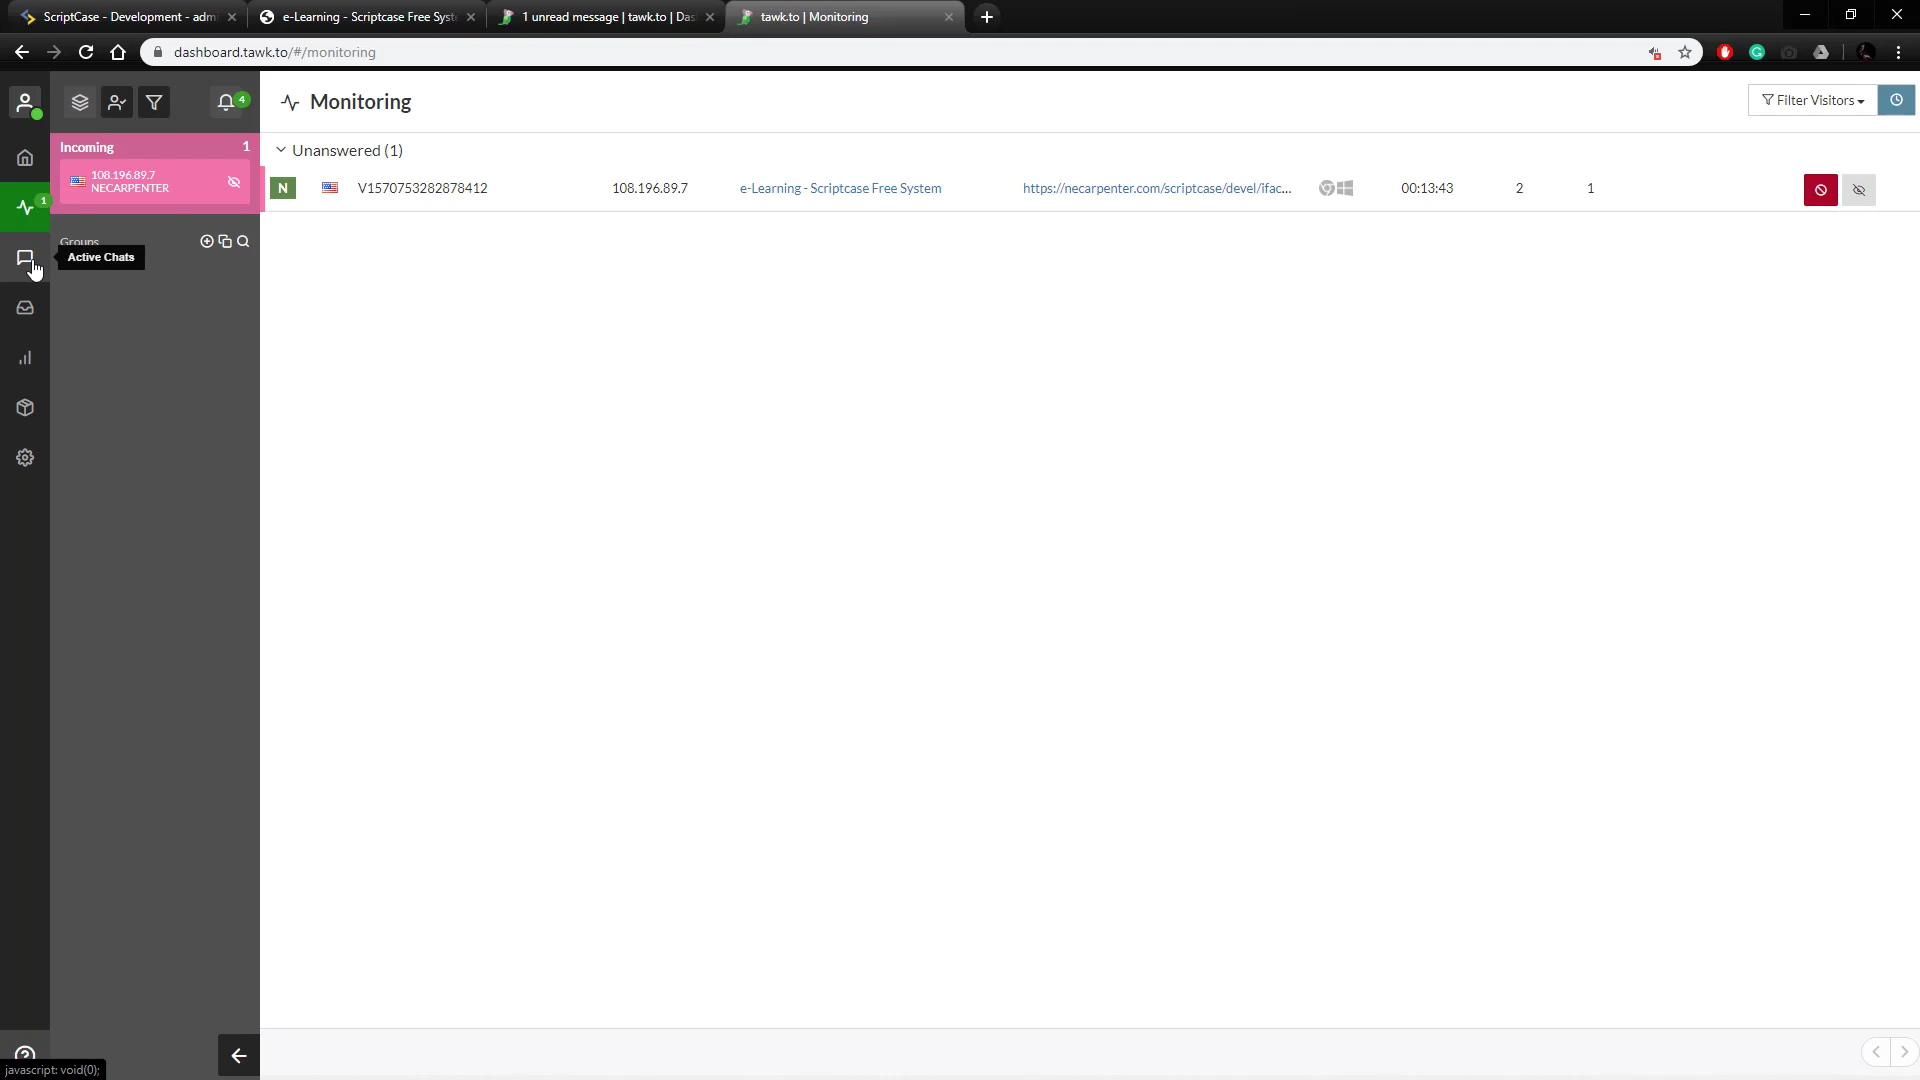 ScriptCase - Development - adm
e-Learning - Scriptcase Free Syst
1 unread message | tawk.to | Das
tawk.to | Monitoring
dashboard.tawk.to/#/monitoring
4
Monitoring
Filter Visitors
Incoming 1
108.196.89.7
NECARPENTER
Unanswered (1)
N V1570753282878412 108.196.89.7 e-Learning - Scriptcase Free System https://necarpenter.com/scriptcase/devel/ifac... 00:13:43 2 1
1
Groups
Active Chats
javascript: void(0);